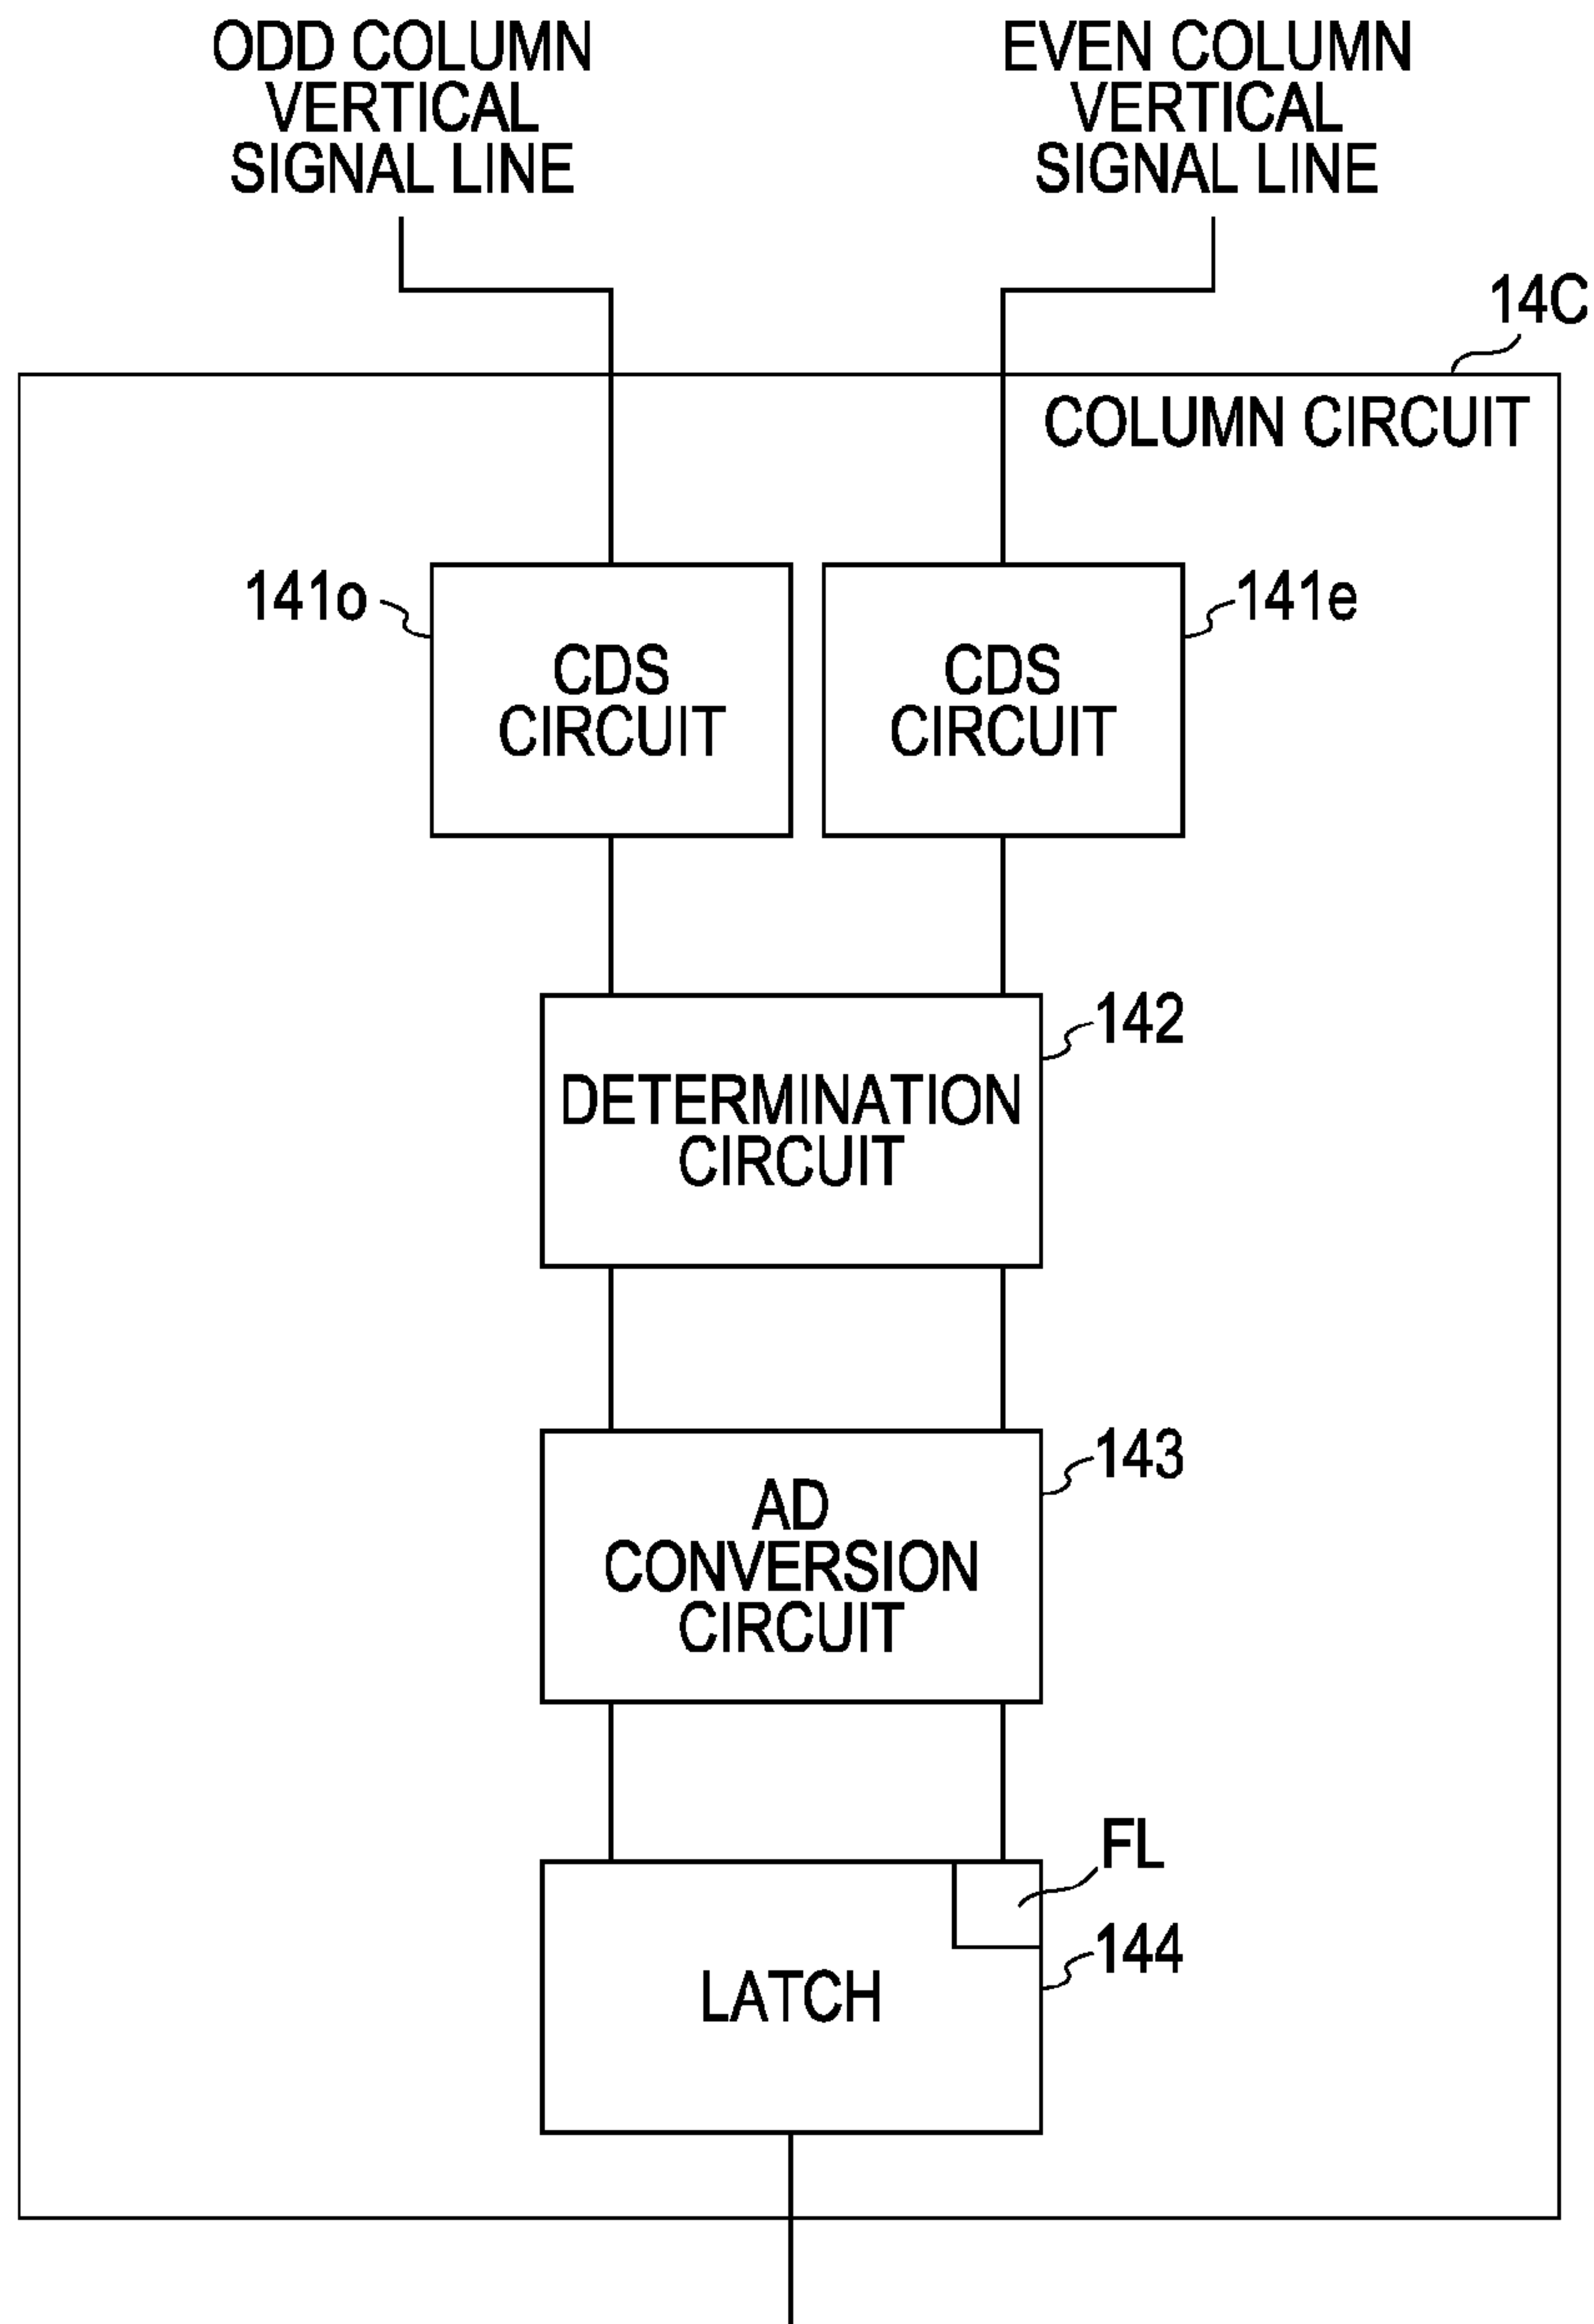 ODD COLUMN
VERTICAL
SIGNAL LINE
EVEN COLUMN
VERTICAL
SIGNAL LINE
14C
COLUMN CIRCUIT
141o
CDS
CIRCUIT
CDS
CIRCUIT
141e
142
DETERMINATION
CIRCUIT
143
AD
CONVERSION
CIRCUIT
FL
144
LATCH